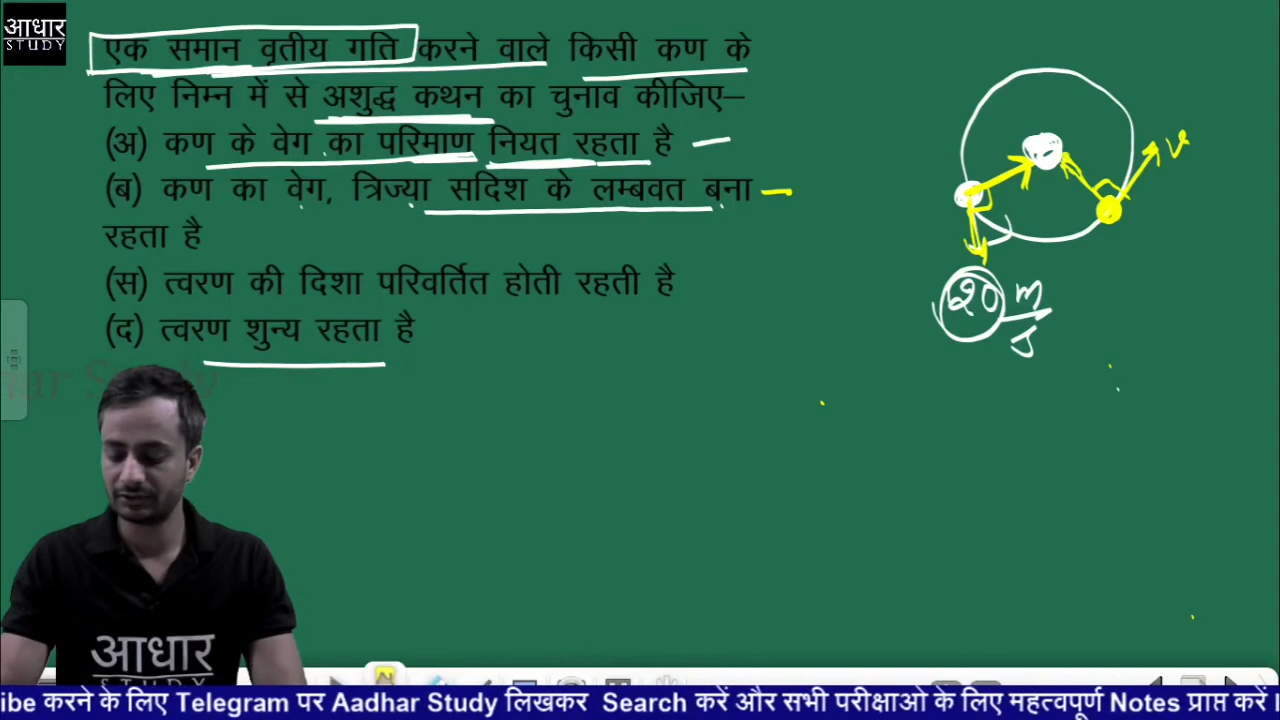 आधार
STUDY
एक समान वृतीय गति करने वाले किसी कण के
लिए निम्न में से अशुद्ध कथन का चुनाव कीजिए–
(अ) कण के वेग का परिमाण नियत रहता है
(ब) कण का वेग, त्रिज्या सदिश के लम्बवत बना
रहता है
(स) त्वरण की दिशा परिवर्तित होती रहती है
(द) त्वरण शुन्य रहता है
v
20 m/s
आधार
STUDY
ibe करने के लिए Telegram पर Aadhar Study लिखकर Search करें और सभी परीक्षाओ के लिए महत्वपूर्ण Notes प्राप्त करें